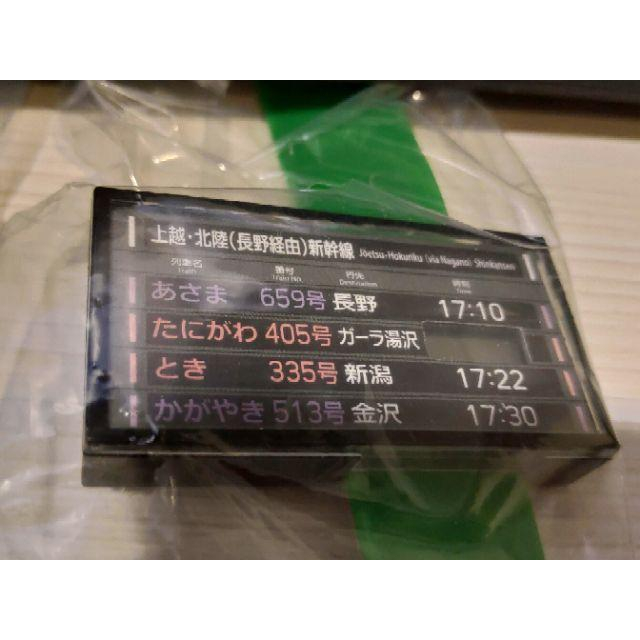 上越・北陸(長野経由)新幹線 Jōetsu-Hokuriku (via Nagano) Shinkansen
列車名 番号 行先 時刻
Train Train No. Destination Time
あさま 659号 長野 17:10
たにがわ 405号 ガーラ湯沢
とき 335号 新潟 17:22
かがやき 513号 金沢 17:30